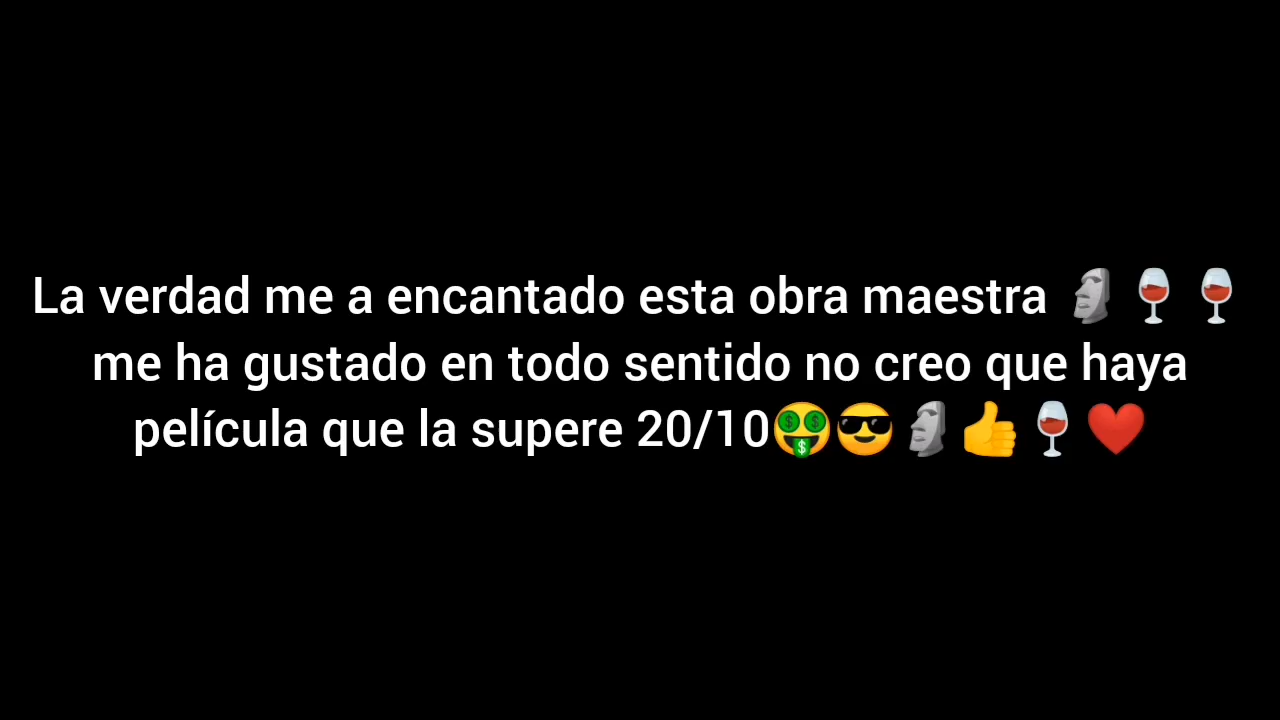 La verdad me a encantado esta obra maestra 🗿🍷🍷
me ha gustado en todo sentido no creo que haya
película que la supere 20/10🤑😎🗿👍🍷❤️